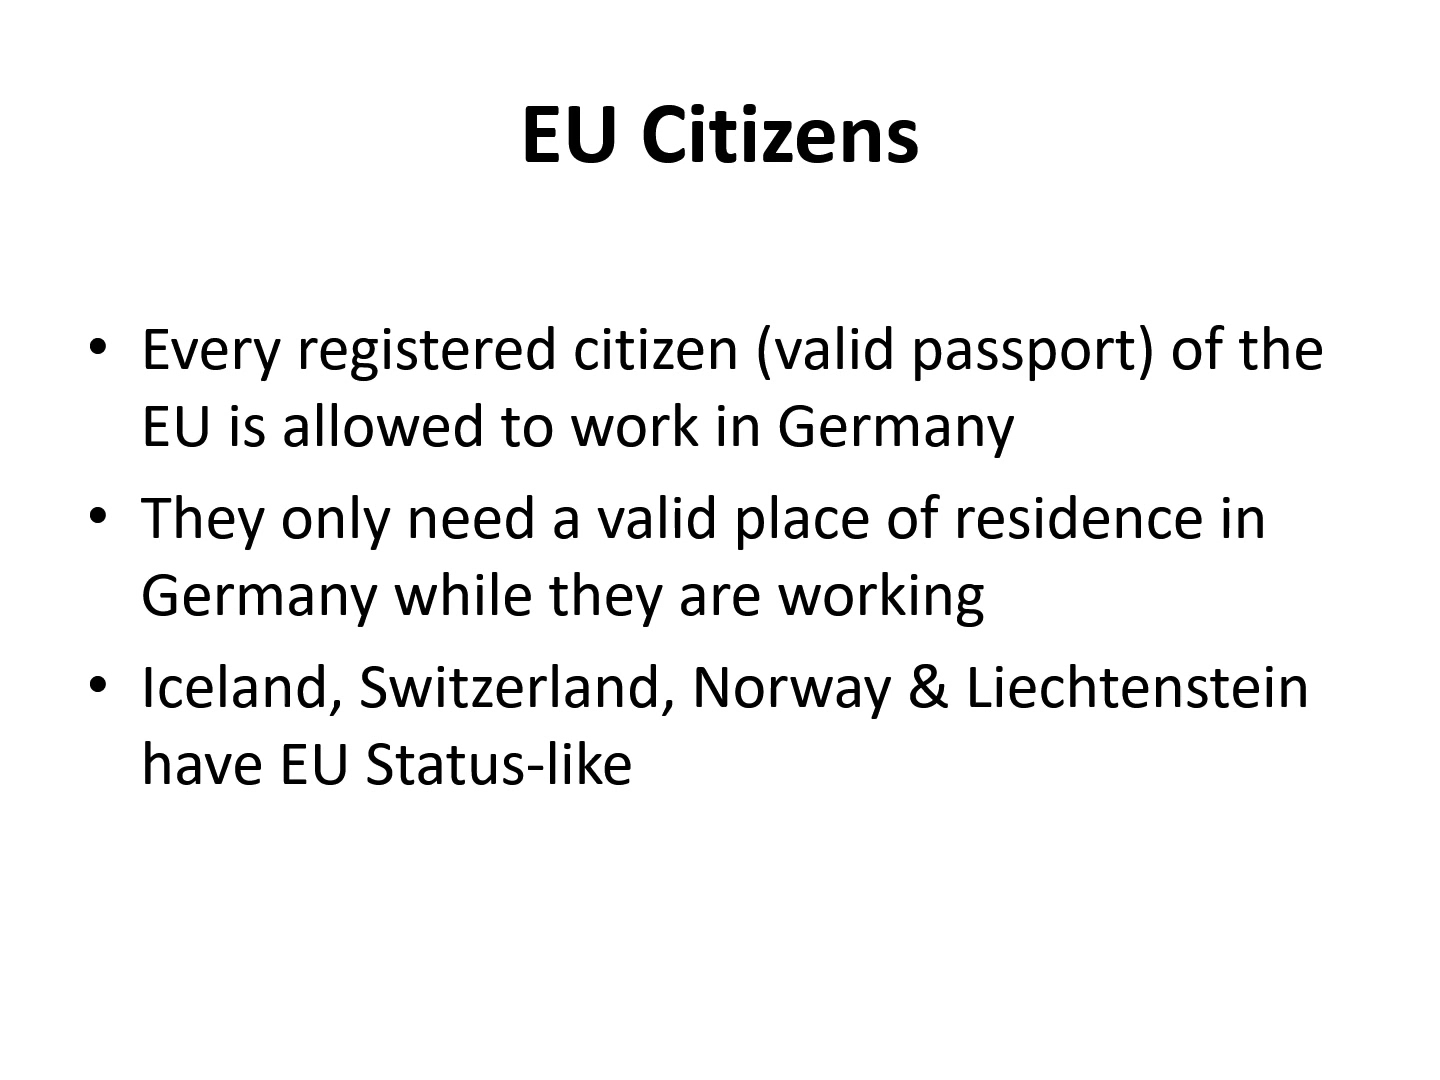 EU Citizens
• Every registered citizen (valid passport) of the
EU is allowed to work in Germany
• They only need a valid place of residence in
Germany while they are working
• Iceland, Switzerland, Norway & Liechtenstein
have EU Status-like